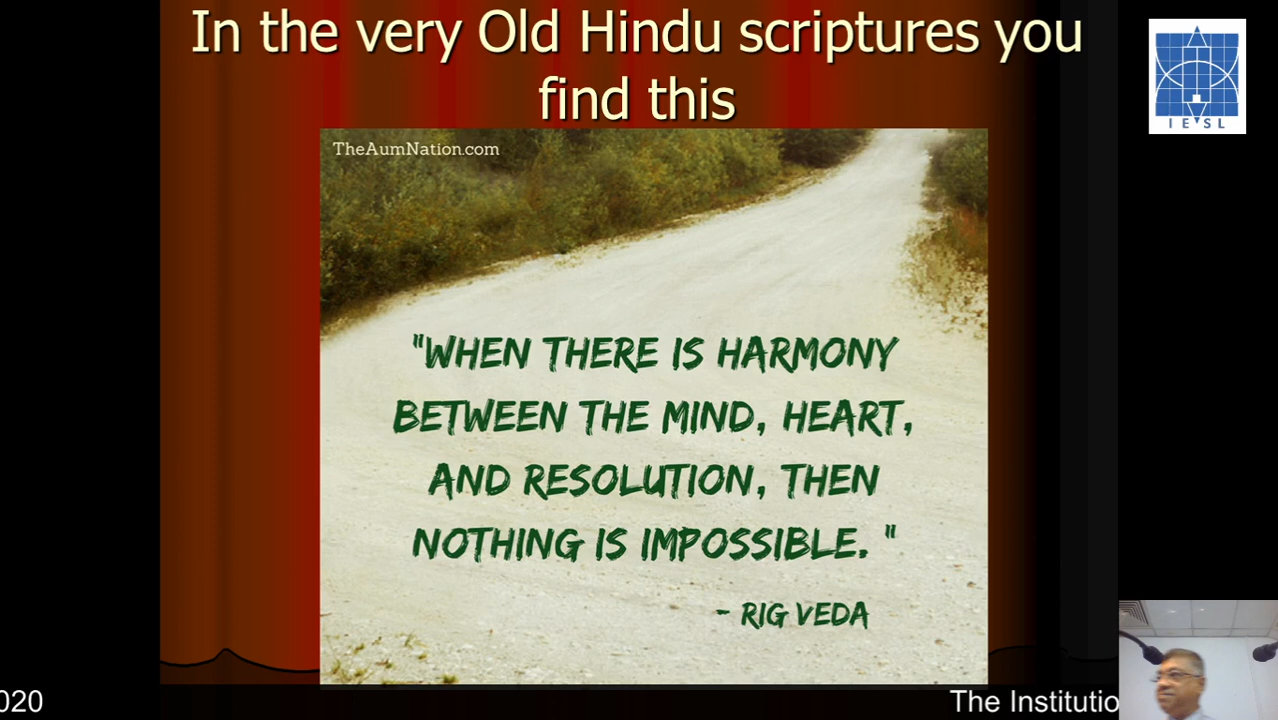 In the very Old Hindu scriptures you
find this
IESL
TheAumNation.com
"WHEN THERE IS HARMONY
BETWEEN THE MIND, HEART,
AND RESOLUTION, THEN
NOTHING IS IMPOSSIBLE. "
- RIG VEDA
020
The Institutio